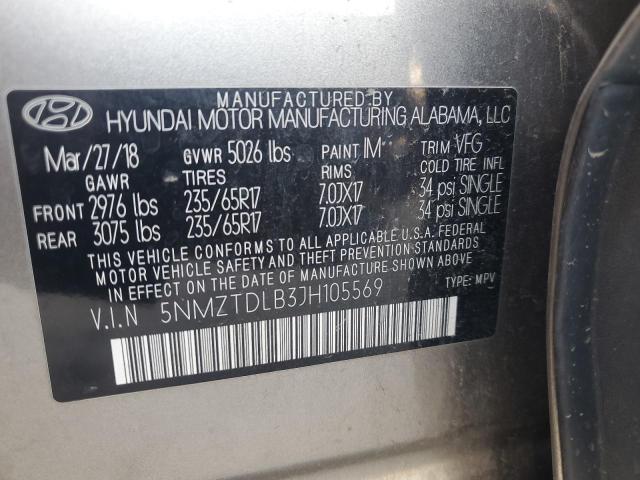 MANUFACTURED BY
HYUNDAI MOTOR MANUFACTURING ALABAMA, LLC
Mar/27/18 GVWR 5026 lbs PAINT IM TRIM VFG
GAWR TIRES RIMS COLD TIRE INFL
FRONT 2976 lbs 235/65R17 7.0JX17 34 psi SINGLE
REAR 3075 lbs 235/65R17 7.0JX17 34 psi SINGLE
THIS VEHICLE CONFORMS TO ALL APPLICABLE U.S.A. FEDERAL
MOTOR VEHICLE SAFETY AND THEFT PREVENTION STANDARDS
IN EFFECT ON THE DATE OF MANUFACTURE SHOWN ABOVE.
V.I.N 5NMZTDLB3JH105569 TYPE: MPV